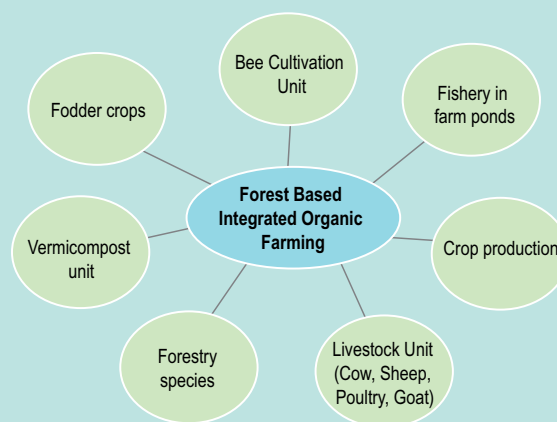 Bee Cultivation
Unit
Fishery in
farm ponds
Fodder crops
Forest Based
Integrated Organic
Farming
Vermicompost
unit
Crop production
Forestry
species
Livestock Unit
(Cow, Sheep,
Poultry, Goat)